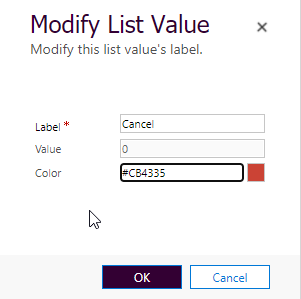 Modify List Value
Modify this list value's label.
Label * Cancel
Value 0
Color #CB4335
OK Cancel